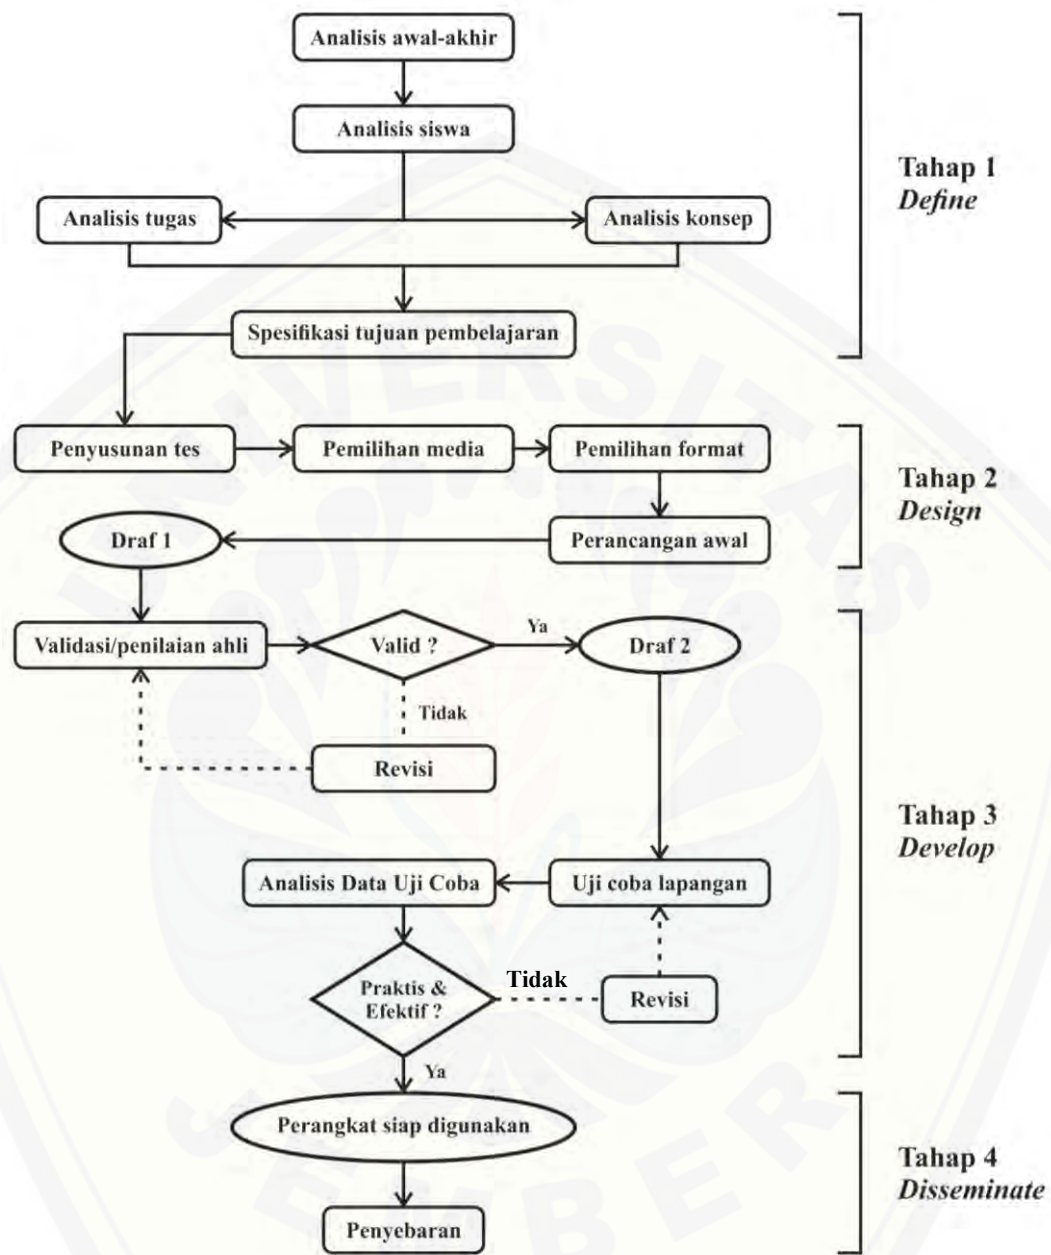 Analisis awal-akhir
Analisis siswa
Analisis tugas
Analisis konsep
Tahap 1
Define
Spesifikasi tujuan pembelajaran
Penyusunan tes
Pemilihan media
Pemilihan format
Tahap 2
Design
Draf 1
Perancangan awal
Validasi/penilaian ahli
Valid ?
Ya
Draf 2
Tidak
Revisi
Tahap 3
Develop
Analisis Data Uji Coba
Uji coba lapangan
Praktis &
Efektif ?
Tidak
Revisi
Ya
Perangkat siap digunakan
Tahap 4
Disseminate
Penyebaran
UNIVERSITAS
JEMBER